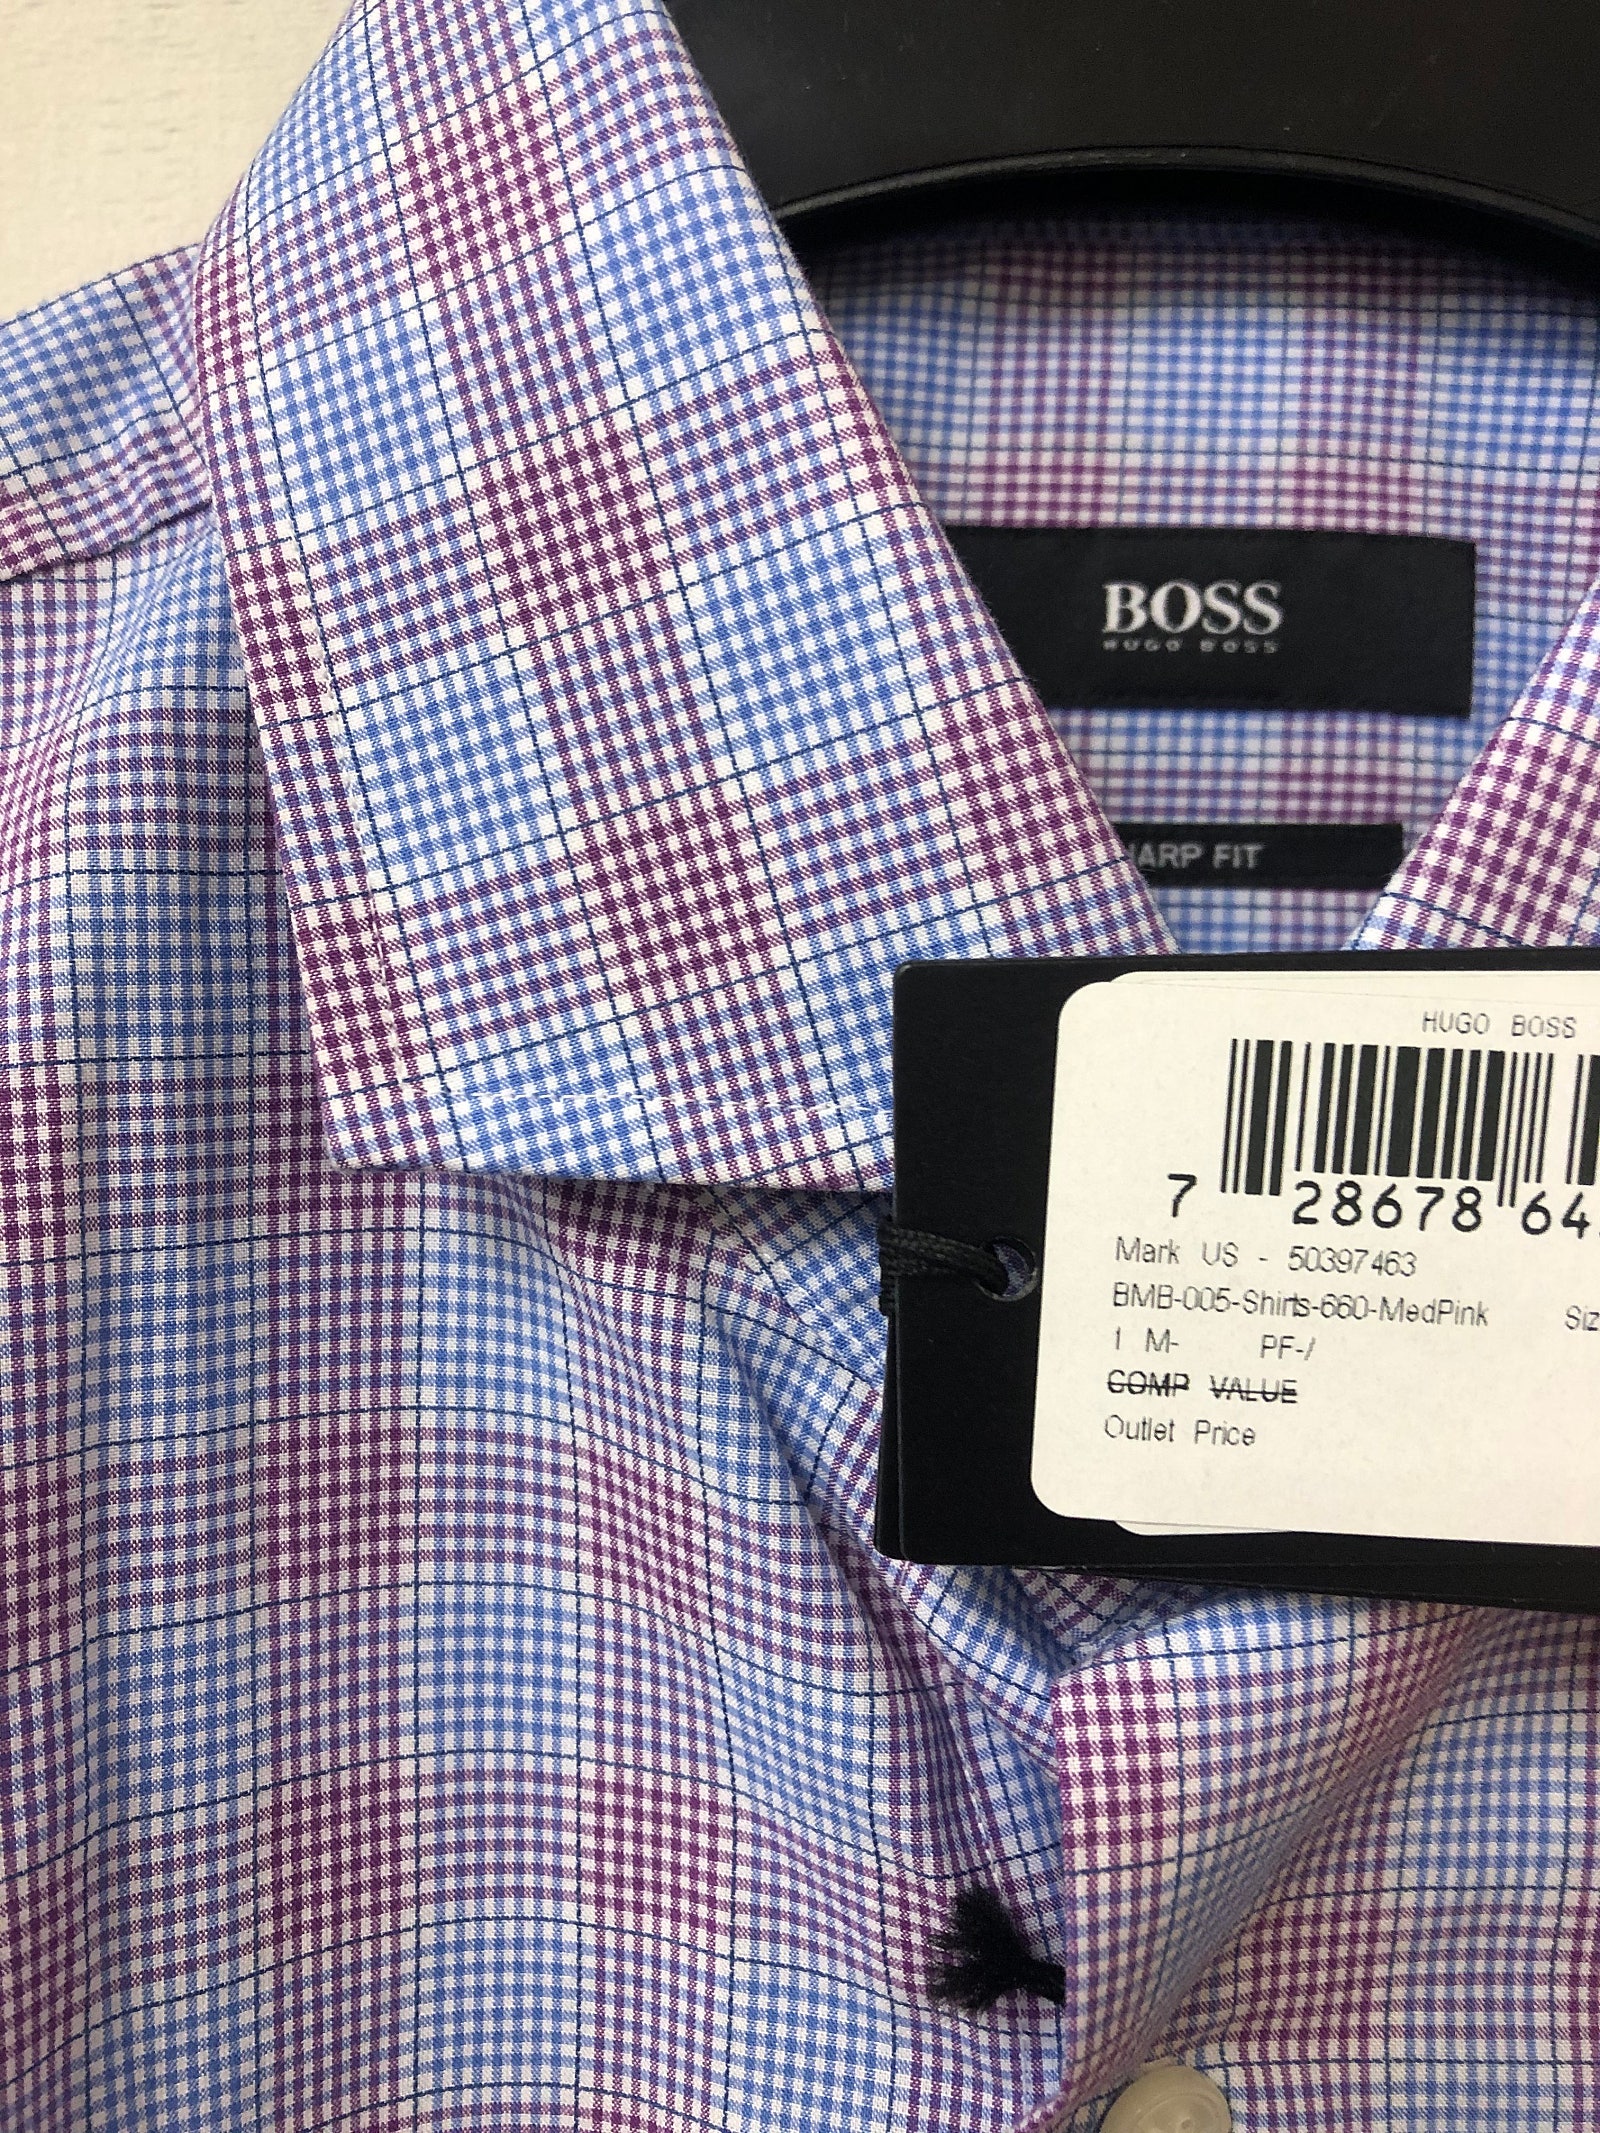 BOSS
HUGO BOSS
HARP FIT
HUGO BOSS
7 28678 64
Mark US - 50397463
BMB-005-Shirts-660-MedPink Siz
1 M- PF-/
COMP VALUE
Outlet Price